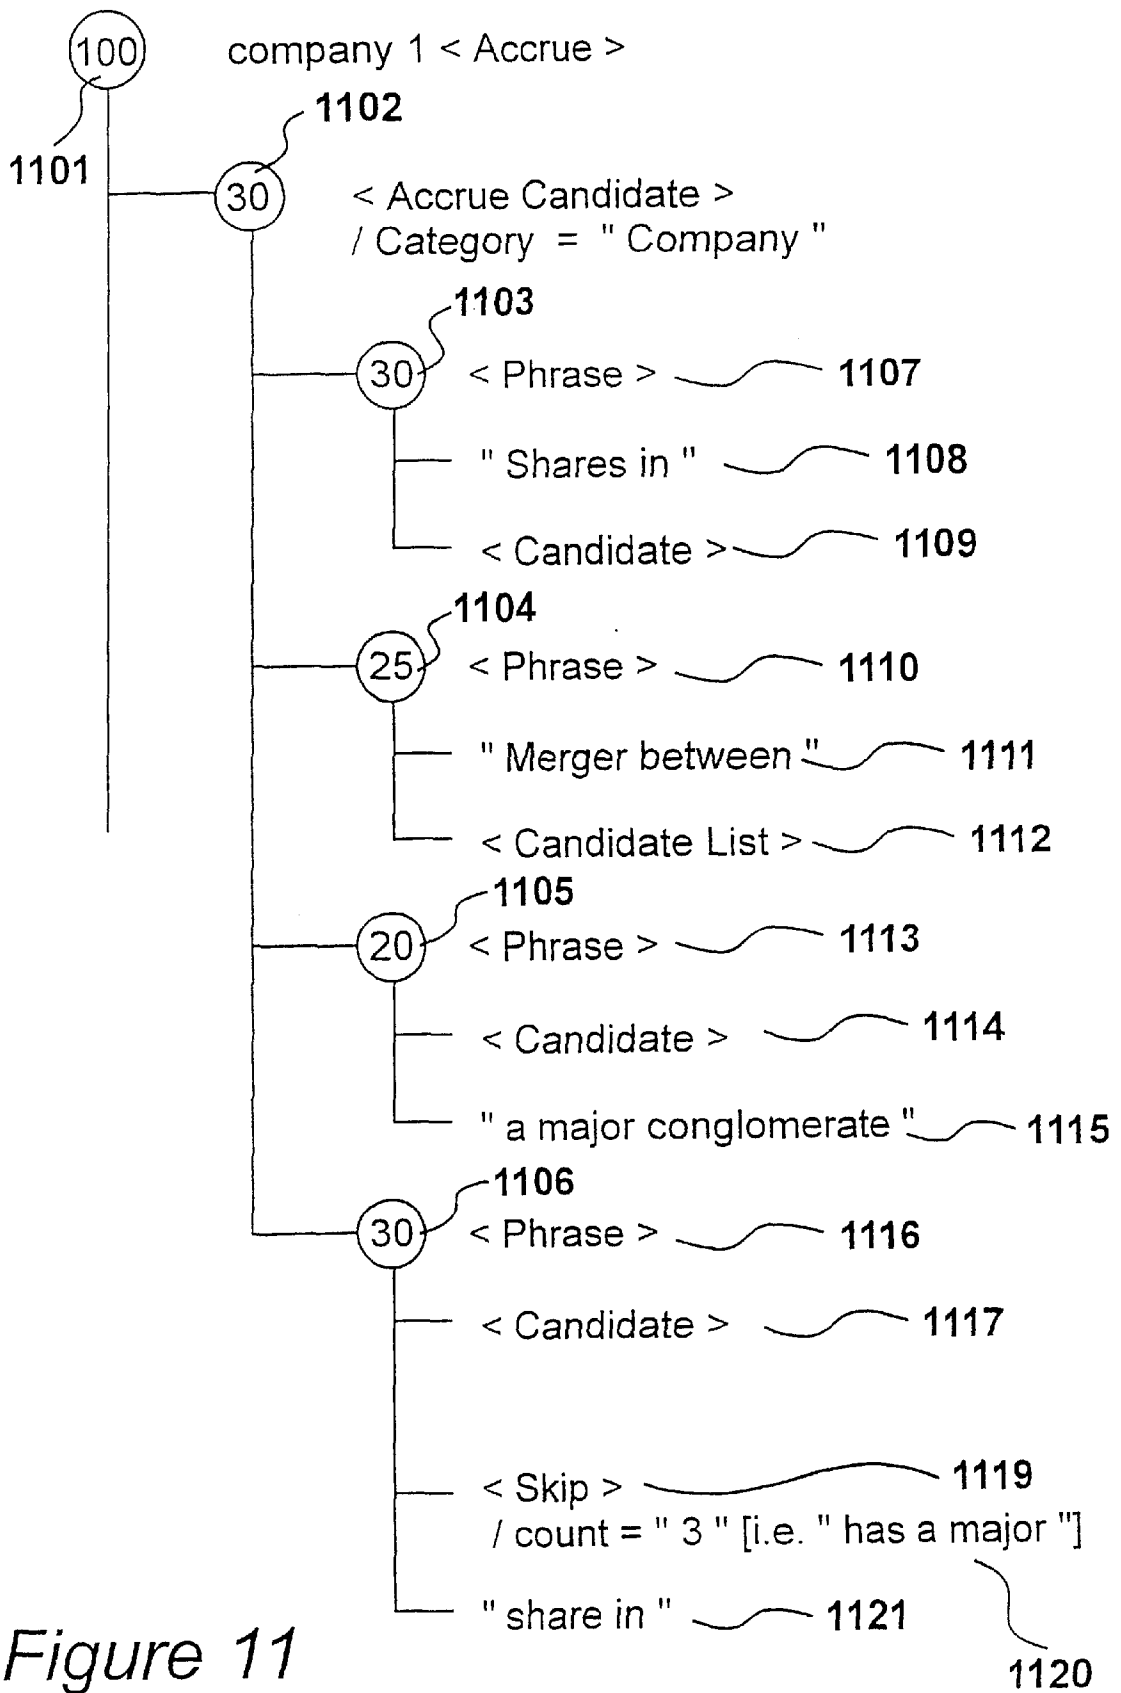 100 company 1 < Accrue >
1102
1101
30 < Accrue Candidate >
/ Category = " Company "
1103
30 < Phrase > 1107
" Shares in " 1108
< Candidate > 1109
1104
25 < Phrase > 1110
" Merger between " 1111
< Candidate List > 1112
1105
20 < Phrase > 1113
< Candidate > 1114
" a major conglomerate " 1115
1106
30 < Phrase > 1116
< Candidate > 1117
< Skip > 1119
/ count = " 3 " [i.e. " has a major "]
" share in " 1121
Figure 11
1120